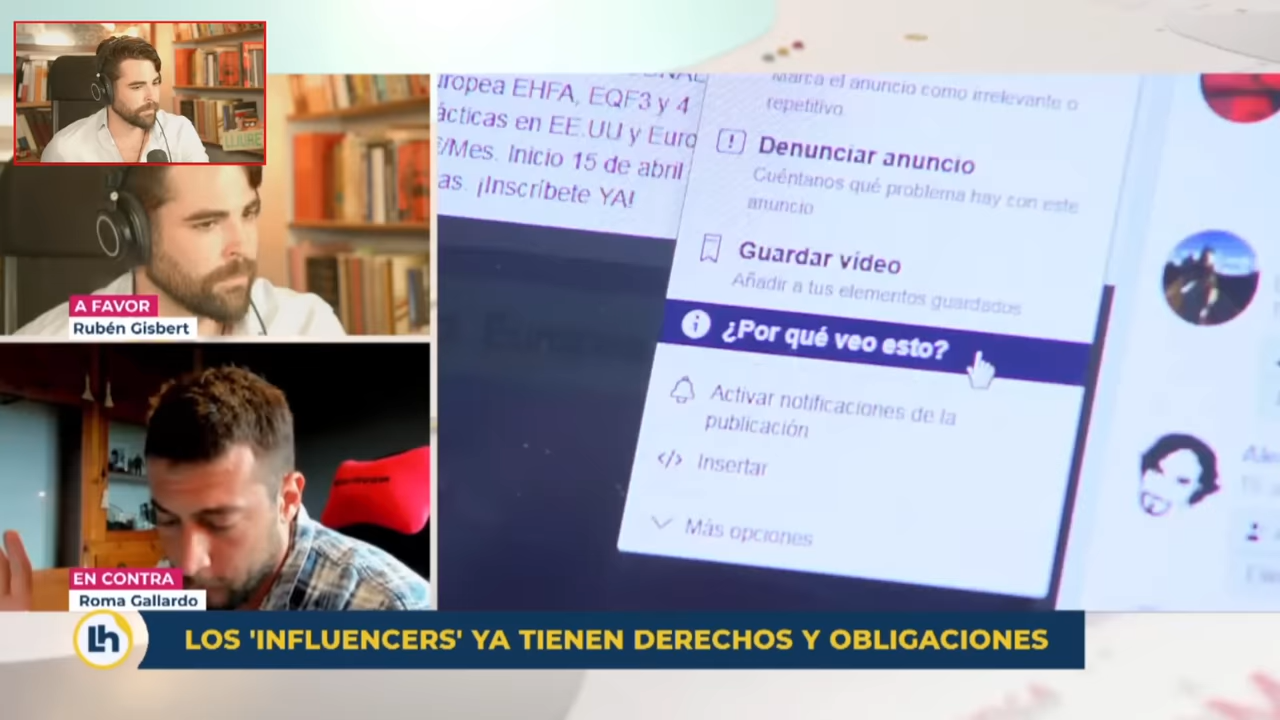 LLIURE
A FAVOR
Rubén Gisbert
EN CONTRA
Roma Gallardo
uropea EHFA, EQF3 y 4
ácticas en EE.UU y Euro
/Mes. Inicio 15 de abril
as. ¡Inscríbete YA!
Marca el anuncio como irrelevante o
repetitivo
Denunciar anuncio
Cuéntanos qué problema hay con este
anuncio
Guardar vídeo
Añadir a tus elementos guardados
¿Por qué veo esto?
Activar notificaciones de la
publicación
</> Insertar
Más opciones
Lh
LOS 'INFLUENCERS' YA TIENEN DERECHOS Y OBLIGACIONES